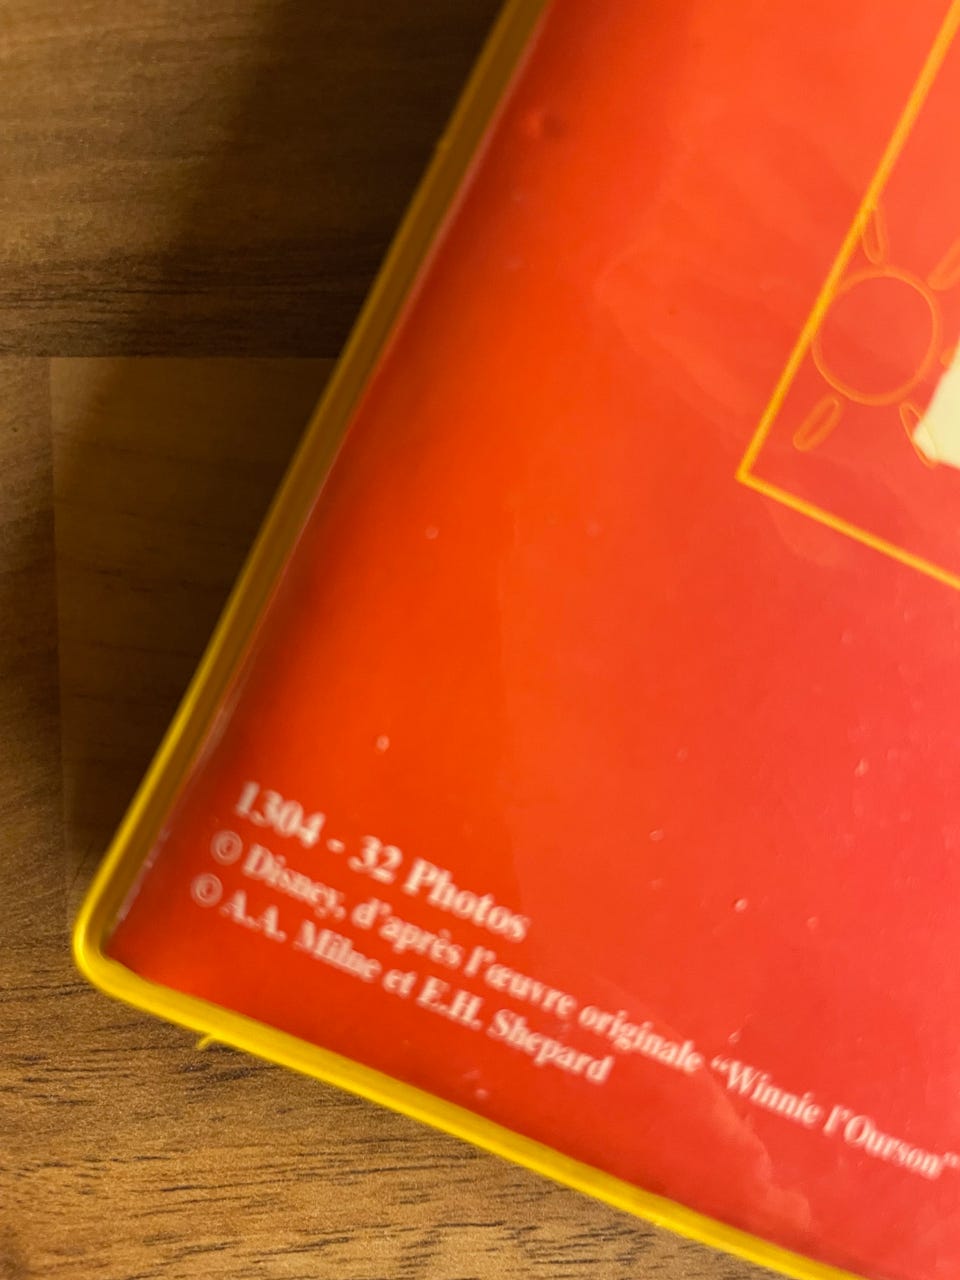 1304 - 32 Photos
© Disney, d'après l'œuvre originale “Winnie l'Ourson”
© A.A. Milne et E.H. Shepard